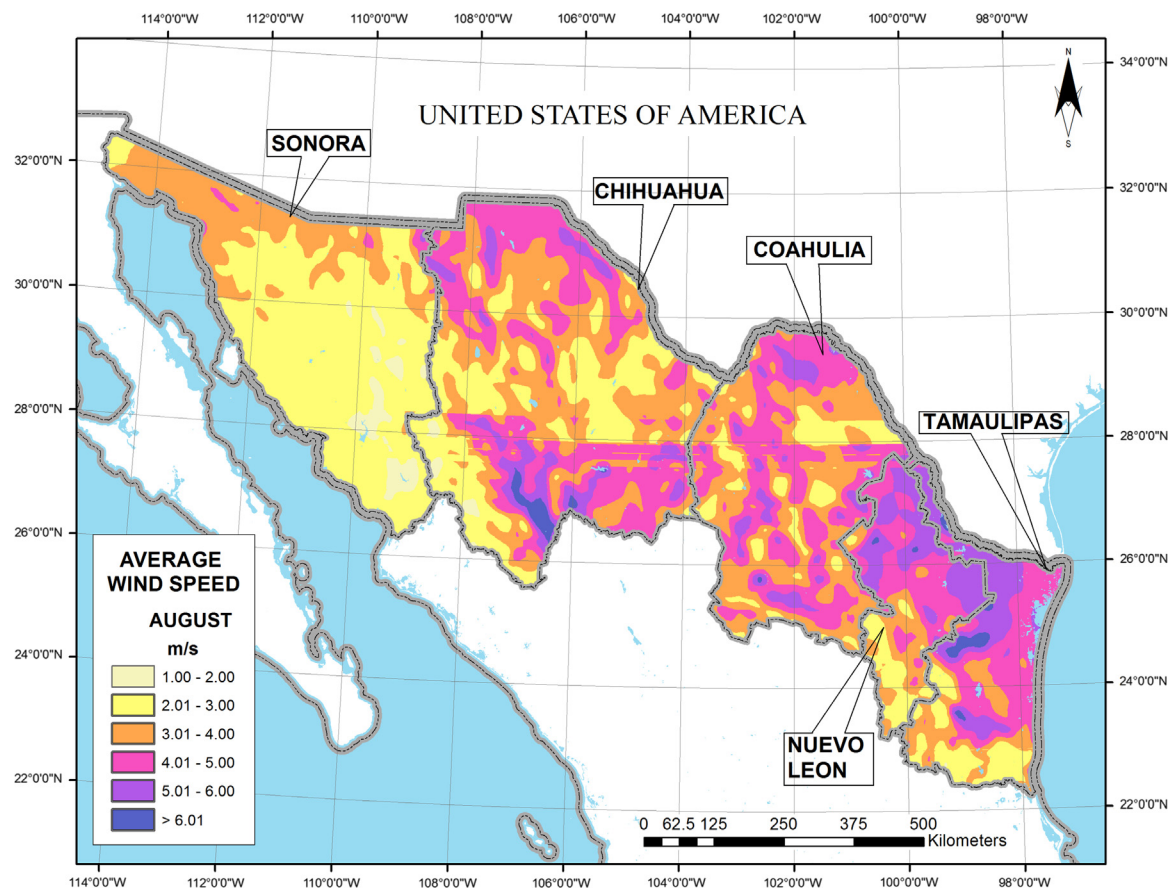 114°0'0"W 112°0'0"W 110°0'0"W 108°0'0"W 106°0'0"W 104°0'0"W 102°0'0"W 100°0'0"W 98°0'0"W
34°0'0"N
N
S
UNITED STATES OF AMERICA
SONORA
32°0'0"N
32°0'0"N
CHIHUAHUA
COAHULIA
30°0'0"N
30°0'0"N
28°0'0"N
28°0'0"N
TAMAULIPAS
26°0'0"N
26°0'0"N
24°0'0"N
24°0'0"N
22°0'0"N
22°0'0"N
NUEVO
LEON
AVERAGE
WIND SPEED
AUGUST
m/s
1.00 - 2.00
2.01 - 3.00
3.01 - 4.00
4.01 - 5.00
5.01 - 6.00
> 6.01
0 62.5 125 250 375 500
Kilometers
114°0'0"W 112°0'0"W 110°0'0"W 108°0'0"W 106°0'0"W 104°0'0"W 102°0'0"W 100°0'0"W 98°0'0"W